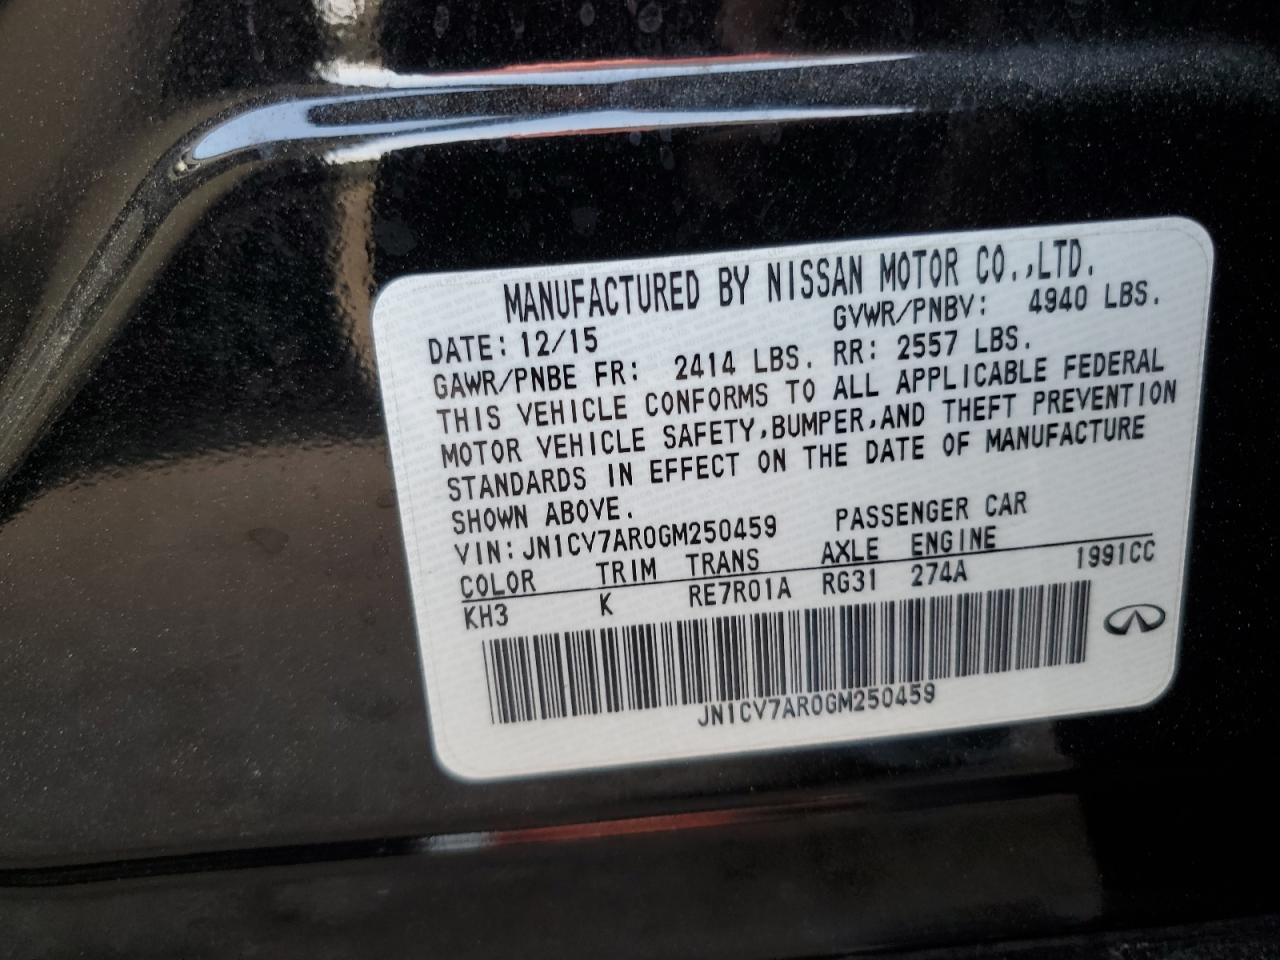 MANUFACTURED BY NISSAN MOTOR CO.,LTD.
DATE: 12/15 GVWR/PNBV: 4940 LBS.
GAWR/PNBE FR: 2414 LBS. RR: 2557 LBS.
THIS VEHICLE CONFORMS TO ALL APPLICABLE FEDERAL
MOTOR VEHICLE SAFETY,BUMPER,AND THEFT PREVENTION
STANDARDS IN EFFECT ON THE DATE OF MANUFACTURE
SHOWN ABOVE.
VIN: JN1CV7AR0GM250459 PASSENGER CAR
COLOR TRIM TRANS AXLE ENGINE
KH3 K RE7R01A RG31 274A 1991CC
JN1CV7AR0GM250459